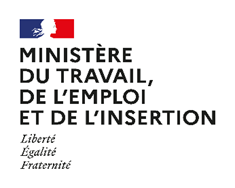 MINISTÈRE
DU TRAVAIL,
DE L'EMPLOI
ET DE L'INSERTION
Liberté
Égalité
Fraternité